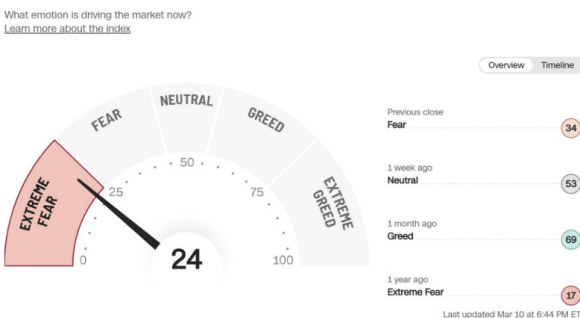 What emotion is driving the market now?
Learn more about the index
Overview Timeline
EXTREME
FEAR
FEAR
NEUTRAL
GREED
EXTREME
GREED
0
25
50
75
100
24
Previous close
Fear
34
1 week ago
Neutral
53
1 month ago
Greed
69
1 year ago
Extreme Fear
17
Last updated Mar 10 at 6:44 PM ET